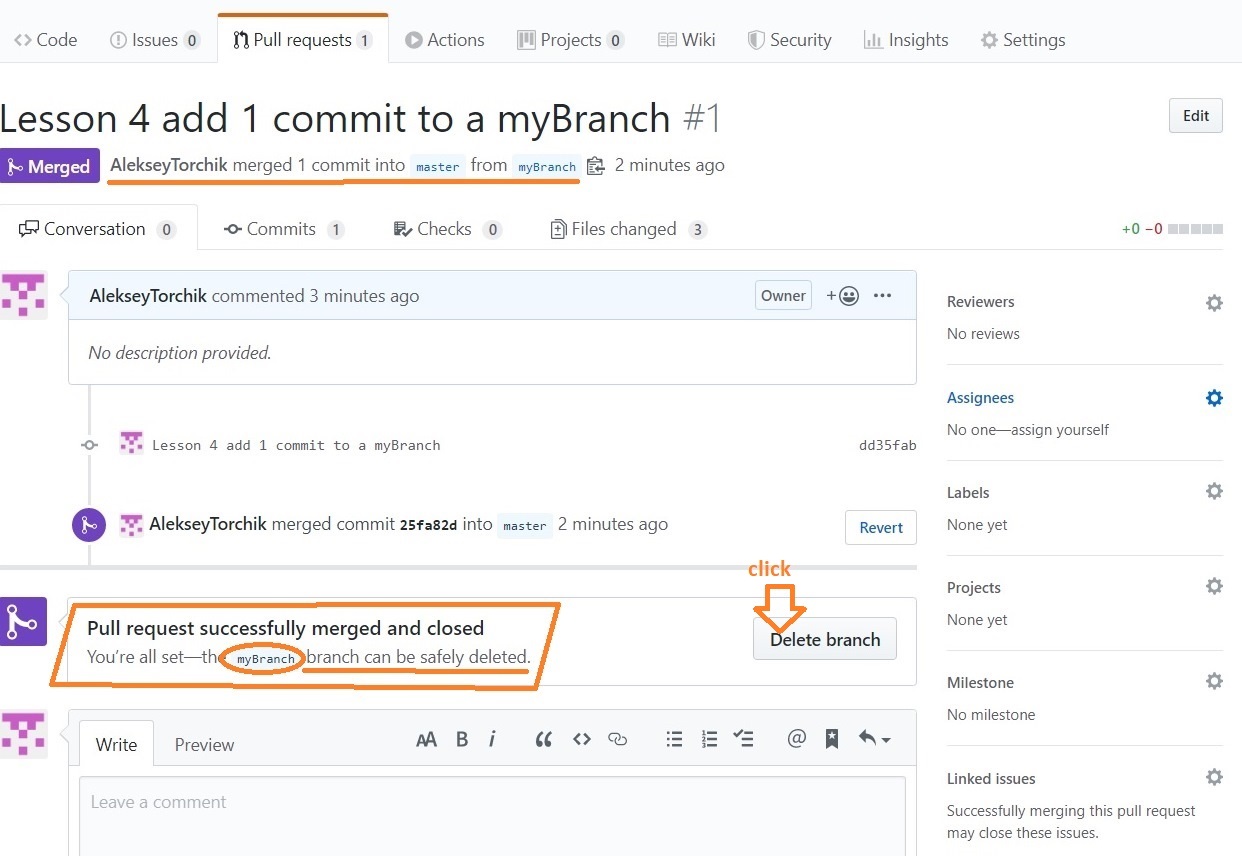 Code Issues 0 Pull requests 1 Actions Projects 0 Wiki Security Insights Settings
Lesson 4 add 1 commit to a myBranch #1
Edit
Merged AlekseyTorchik merged 1 commit into master from myBranch 2 minutes ago
Conversation 0 Commits 1 Checks 0 Files changed 3 +0 −0
AlekseyTorchik commented 3 minutes ago Owner
No description provided.
Lesson 4 add 1 commit to a myBranch dd35fab
AlekseyTorchik merged commit 25fa82d into master 2 minutes ago
Revert
click
Pull request successfully merged and closed
You're all set—the myBranch branch can be safely deleted.
Delete branch
Write Preview
AA B i @
Leave a comment
Reviewers
No reviews
Assignees
No one—assign yourself
Labels
None yet
Projects
None yet
Milestone
No milestone
Linked issues
Successfully merging this pull request
may close these issues.